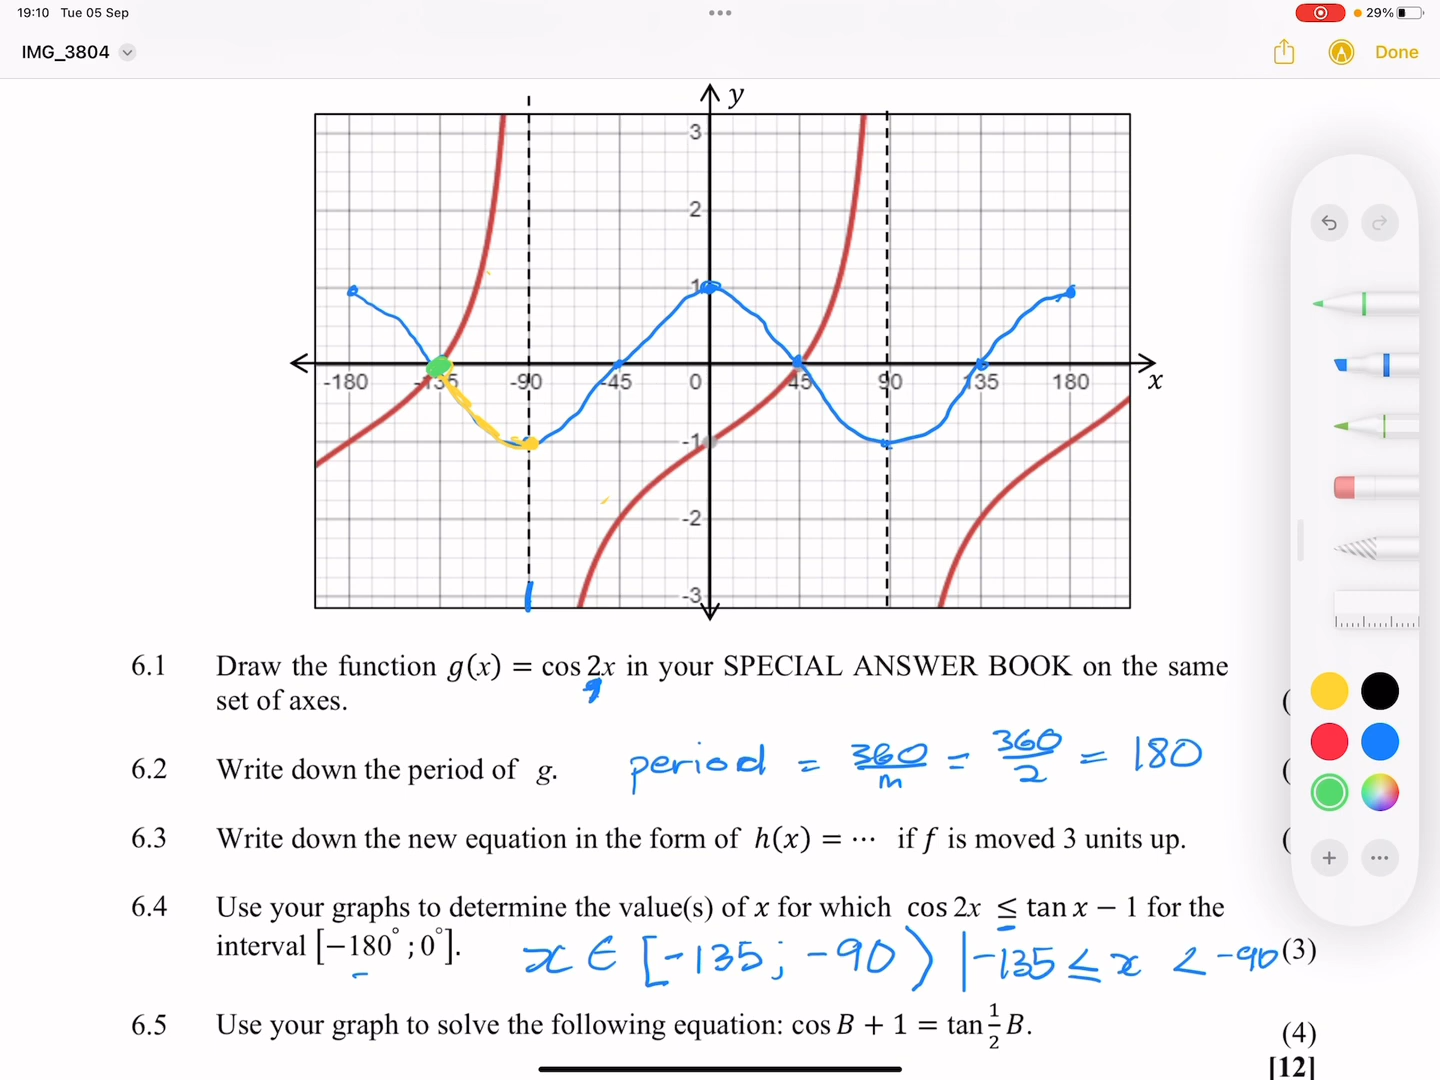 19:10 Tue 05 Sep
29%
IMG_3804
Done
y
3
2
1
-180 -135 -90 -45 0 45 90 135 180 x
-1
-2
-3
6.1 Draw the function g(x) = cos 2x in your SPECIAL ANSWER BOOK on the same
set of axes. (
6.2 Write down the period of g. period = 360/m = 360/2 = 180 (
6.3 Write down the new equation in the form of h(x) = ⋯ if f is moved 3 units up. (
6.4 Use your graphs to determine the value(s) of x for which cos 2x ≤ tan x − 1 for the
interval [−180° ; 0°]. x ∈ [-135; -90) | -135 ≤ x < -90 (3)
6.5 Use your graph to solve the following equation: cos B + 1 = tan 1/2 B. (4)
[12]